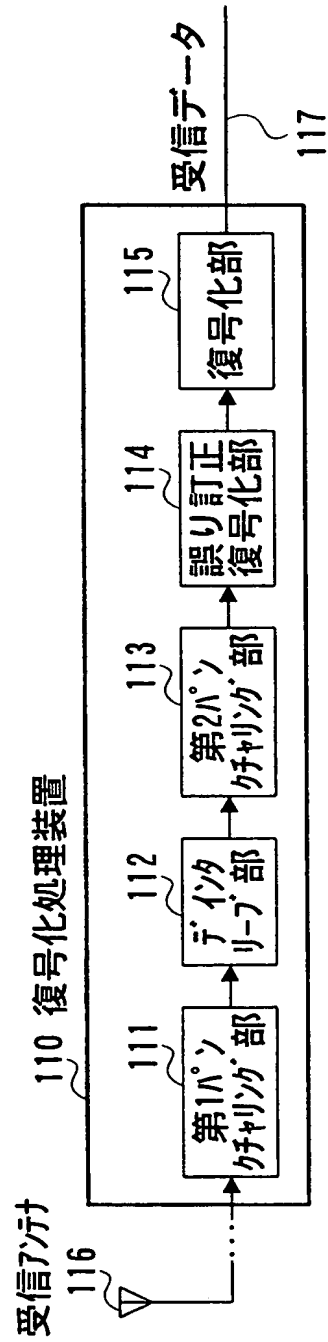 受信アンテナ
116
110 復号化処理装置
111
第1パン
クチャリング部
112
デインタ
リーブ部
113
第2パン
クチャリング部
114
誤り訂正
復号化部
115
復号化部
受信データ
117